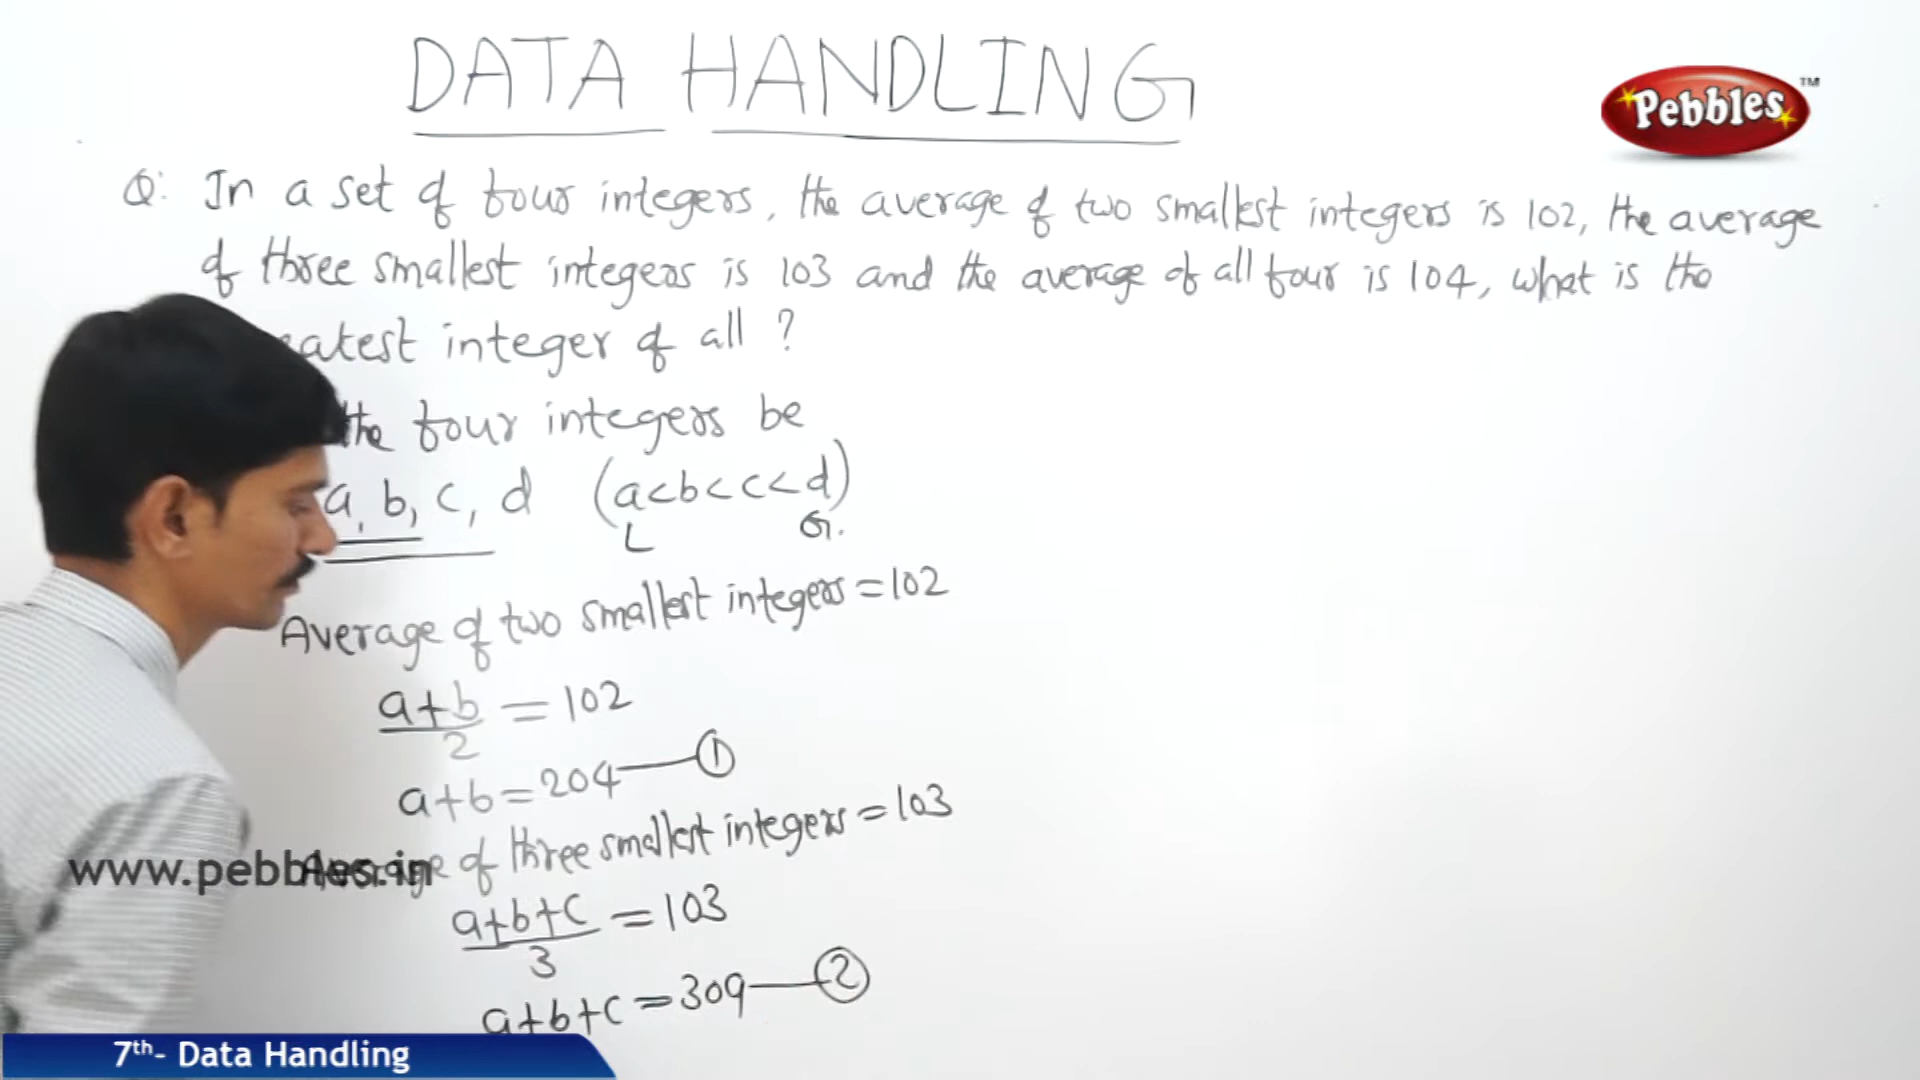 DATA HANDLING
Pebbles TM
Q: In a set of four integers, the average of two smallest integers is 102, the average
of three smallest integers is 103 and the average of all four is 104, what is the
eatest integer of all ?
the four integers be
a, b, c, d (a<b<c<d)
L G.
Average of two smallest integers = 102
a+b = 102
2
a+b = 204 — 1
Average of three smallest integers = 103
www.pebbles.in
a+b+c = 103
3
a+b+c = 309 — 2
7th- Data Handling